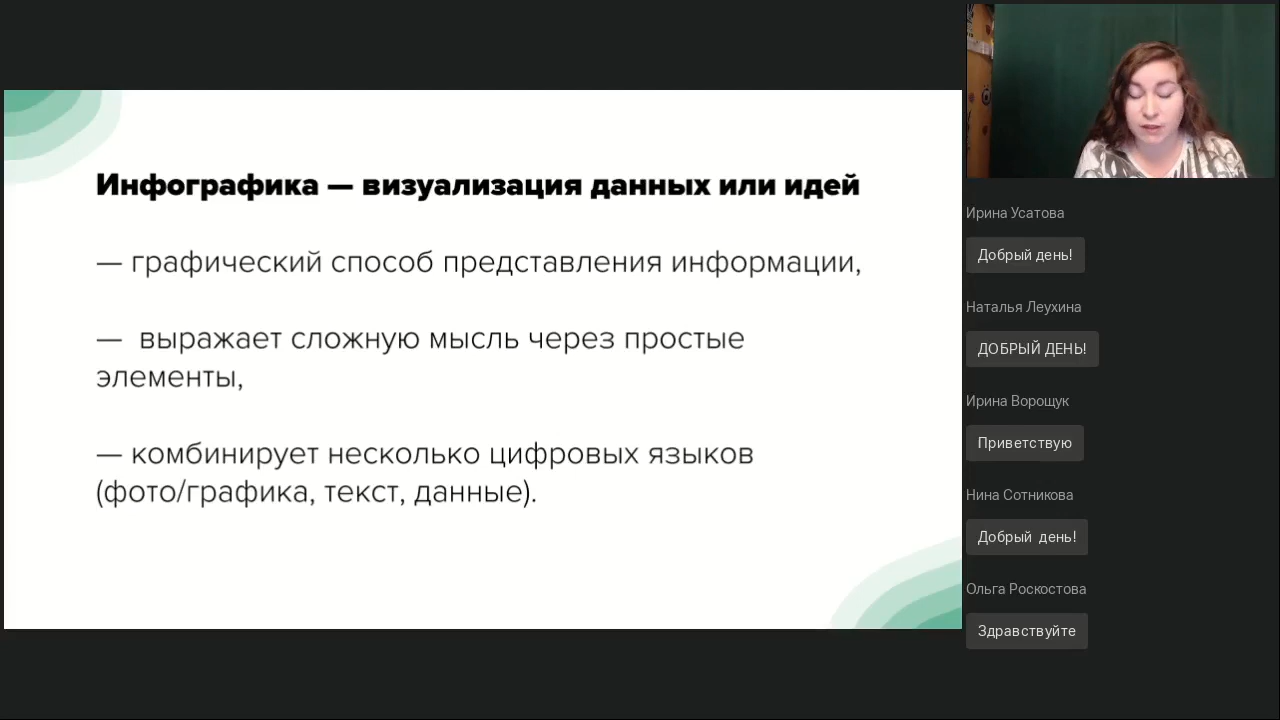 Инфографика — визуализация данных или идей
— графический способ представления информации,
— выражает сложную мысль через простые
элементы,
— комбинирует несколько цифровых языков
(фото/графика, текст, данные).
Ирина Усатова
Добрый день!
Наталья Леухина
ДОБРЫЙ ДЕНЬ!
Ирина Ворощук
Приветствую
Нина Сотникова
Добрый день!
Ольга Роскостова
Здравствуйте